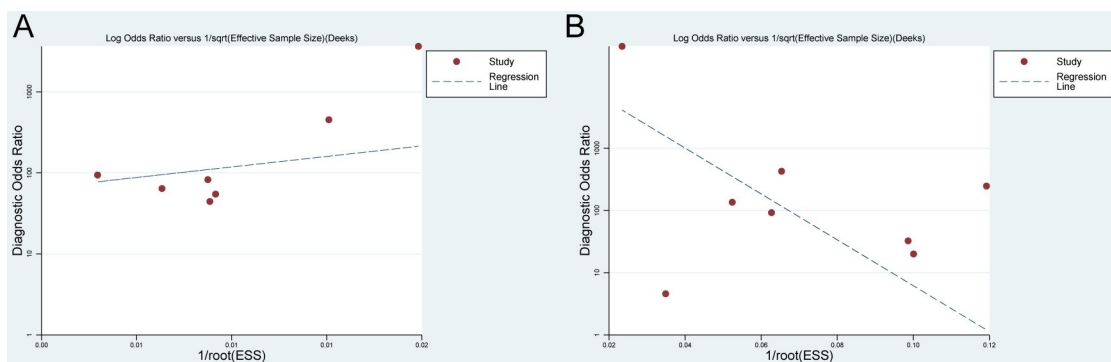 A
Log Odds Ratio versus 1/sqrt(Effective Sample Size)(Deeks)
Study
Regression
Line
Diagnostic Odds Ratio
1000
100
10
1
0.00
0.01
0.01
0.02
1/root(ESS)
B
Log Odds Ratio versus 1/sqrt(Effective Sample Size)(Deeks)
Study
Regression
Line
Diagnostic Odds Ratio
1000
100
10
1
0.02
0.04
0.06
0.08
0.10
0.12
1/root(ESS)